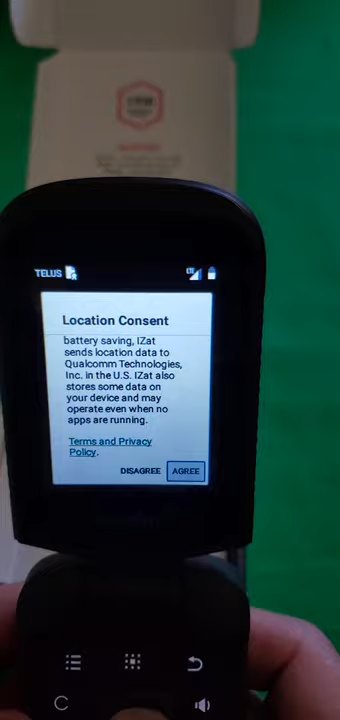 TELUS
LTE
Location Consent
battery saving, IZat
sends location data to
Qualcomm Technologies,
Inc. in the U.S. IZat also
stores some data on
your device and may
operate even when no
apps are running.
Terms and Privacy
Policy.
DISAGREE AGREE
C